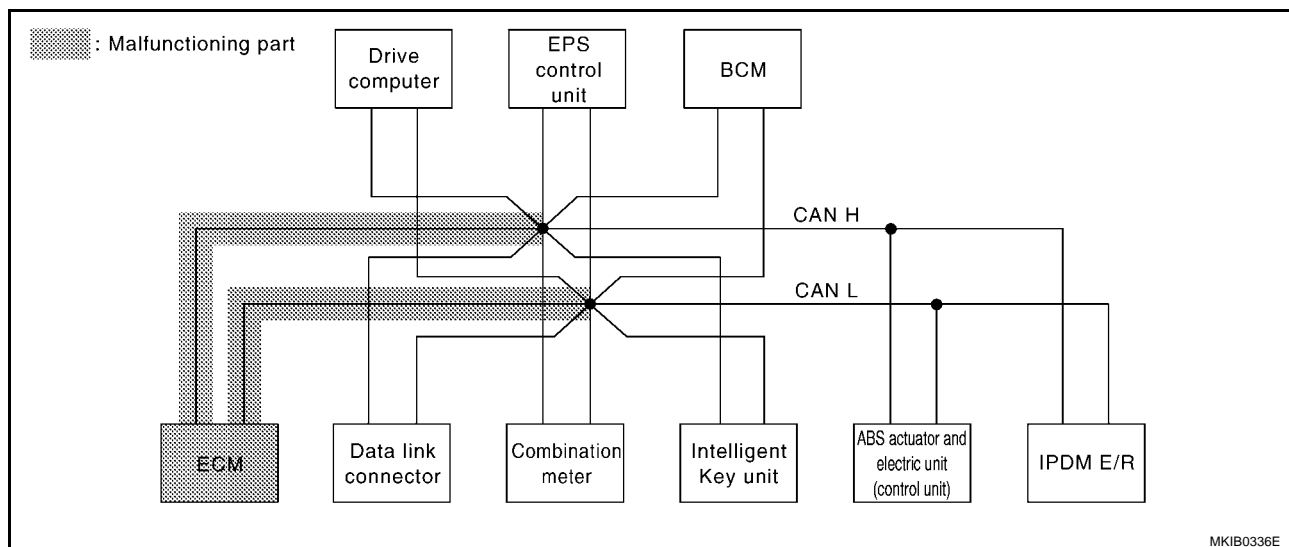 : Malfunctioning part
Drive
computer
EPS
control
unit
BCM
CAN H
CAN L
ECM
Data link
connector
Combination
meter
Intelligent
Key unit
ABS actuator and
electric unit
(control unit)
IPDM E/R
MKIB0336E